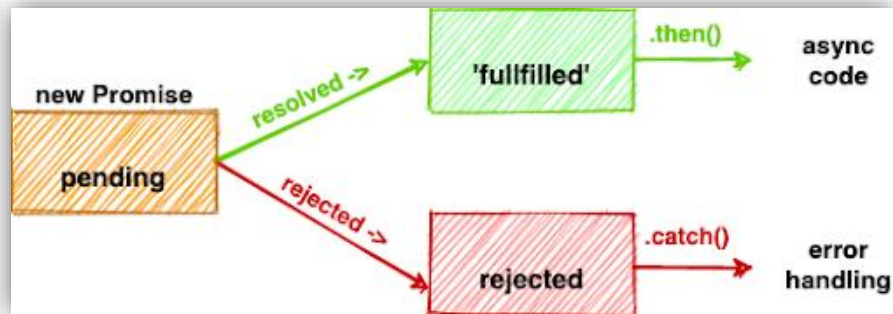 new Promise
pending
resolved ->
'fullfilled'
.then()
async
code
rejected ->
rejected
.catch()
error
handling